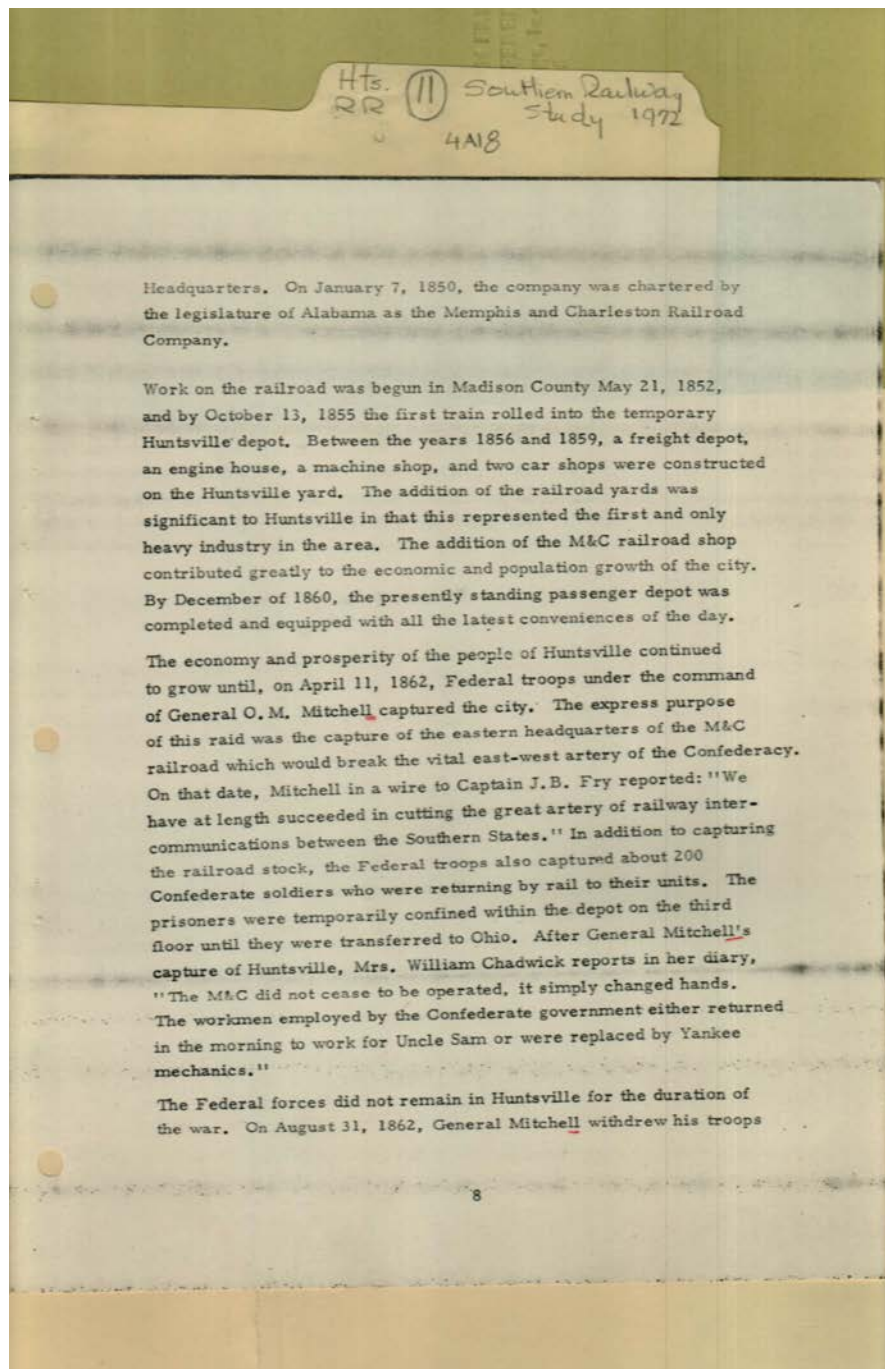 Hts. (11) Southern Railway
RR Study 1972
4A18
Headquarters. On January 7, 1850, the company was chartered by
the legislature of Alabama as the Memphis and Charleston Railroad
Company.
Work on the railroad was begun in Madison County May 21, 1852,
and by October 13, 1855 the first train rolled into the temporary
Huntsville depot. Between the years 1856 and 1859, a freight depot,
an engine house, a machine shop, and two car shops were constructed
on the Huntsville yard. The addition of the railroad yards was
significant to Huntsville in that this represented the first and only
heavy industry in the area. The addition of the M&C railroad shop
contributed greatly to the economic and population growth of the city.
By December of 1860, the presently standing passenger depot was
completed and equipped with all the latest conveniences of the day.
The economy and prosperity of the people of Huntsville continued
to grow until, on April 11, 1862, Federal troops under the command
of General O.M. Mitchell captured the city. The express purpose
of this raid was the capture of the eastern headquarters of the M&C
railroad which would break the vital east-west artery of the Confederacy.
On that date, Mitchell in a wire to Captain J.B. Fry reported: "We
have at length succeeded in cutting the great artery of railway inter-
communications between the Southern States." In addition to capturing
the railroad stock, the Federal troops also captured about 200
Confederate soldiers who were returning by rail to their units. The
prisoners were temporarily confined within the depot on the third
floor until they were transferred to Ohio. After General Mitchell's
capture of Huntsville, Mrs. William Chadwick reports in her diary,
"The M&C did not cease to be operated, it simply changed hands.
The workmen employed by the Confederate government either returned
in the morning to work for Uncle Sam or were replaced by Yankee
mechanics."
The Federal forces did not remain in Huntsville for the duration of
the war. On August 31, 1862, General Mitchell withdrew his troops
8